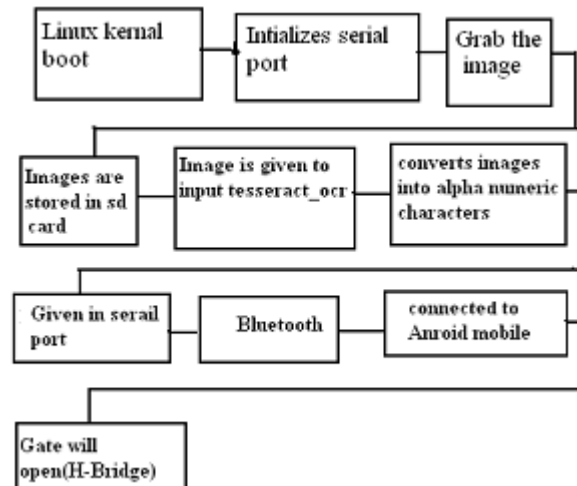 Linux kernal
boot
Intializes serial
port
Grab the
image
Images are
stored in sd
card
Image is given to
input tesseract_ocr
converts images
into alpha numeric
characters
Given in serail
port
Bluetooth
connected to
Anroid mobile
Gate will
open(H-Bridge)